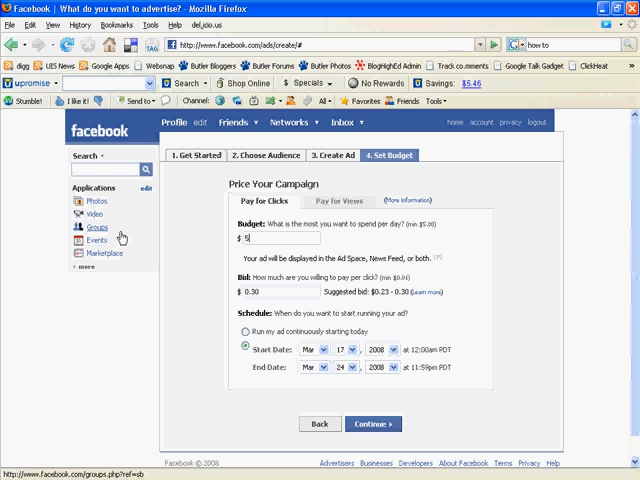 Facebook | What do you want to advertise? - Mozilla Firefox
File Edit View History Bookmarks Tools Help del.icio.us
TAG http://www.facebook.com/ads/create/# how to
digg UIS News Google Apps Butler Bloggers Butler Forums Butler Photos BlogHighEd Admin Track comments Google Talk Gadget ClickHeat
upromise Search Shop Online $ Specials No Rewards Savings: $5.46
Stumble! I like it! Send to Channel: All Favorites Friends Tools
facebook Profile edit Friends Networks Inbox home account privacy logout
Search
1. Get Started 2. Choose Audience 3. Create Ad 4. Set Budget
Applications edit
Photos
Video
Groups
Events
Marketplace
more
Price Your Campaign
Pay for Clicks Pay for Views (More information)
Budget: What is the most you want to spend per day? (min $5.00)
$ 5
Your ad will be displayed in the Ad Space, News Feed, or both. [?]
Bid: How much are you willing to pay per click? (min $0.01)
$ 0.30 Suggested bid: $0.23 - 0.30 (Learn more)
Schedule: When do you want to start running your ad?
Run my ad continuously starting today
Start Date: Mar 17 , 2008 at 12:00am PDT
End Date: Mar 24 , 2008 at 11:59pm PDT
Back Continue
Facebook © 2008 Advertisers Businesses Developers About Facebook Terms Privacy Help
http://www.facebook.com/groups.php?ref=sb